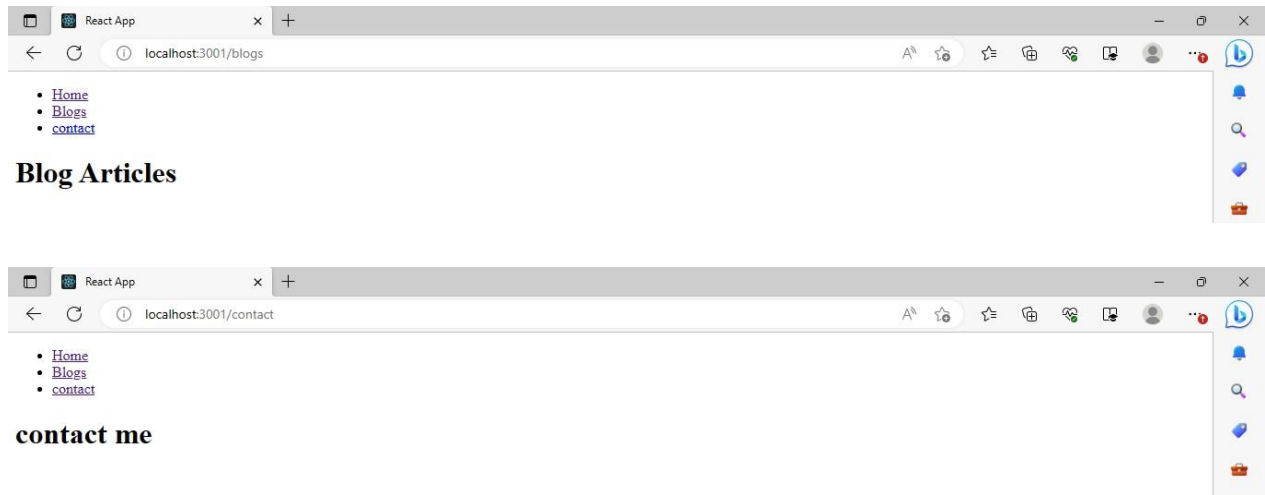 React App
localhost:3001/blogs
Home
Blogs
contact
Blog Articles
React App
localhost:3001/contact
Home
Blogs
contact
contact me